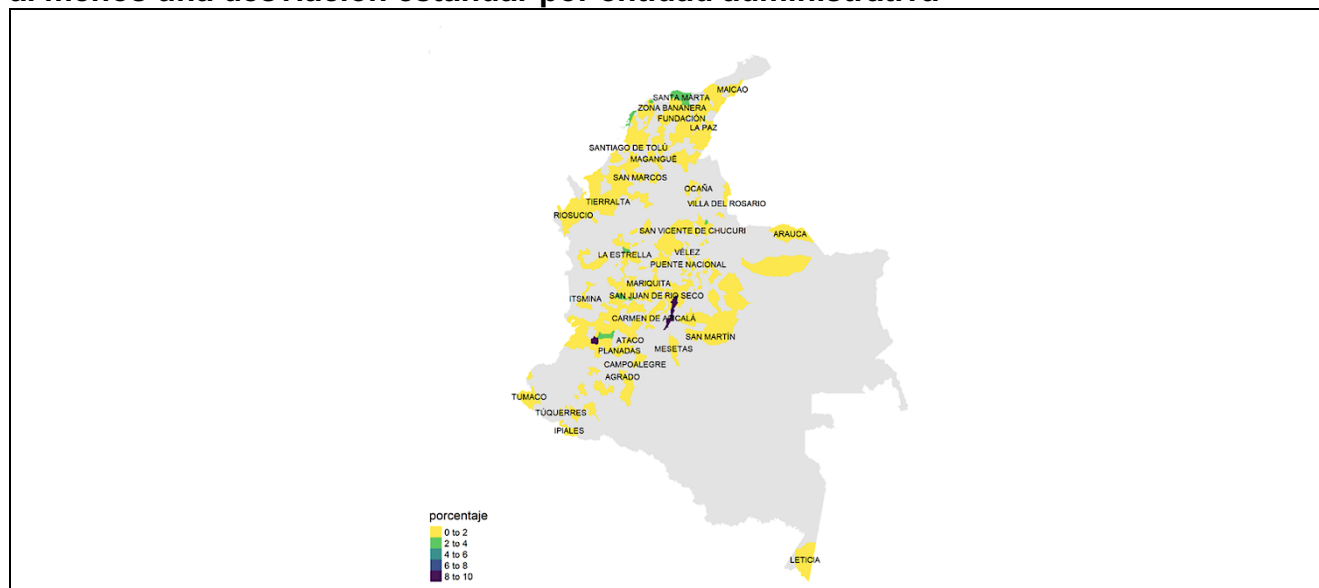 al menos una desviación estándar por entidad administrativa
MAICAO
SANTA MARTA
ZONA BANANERA
FUNDACIÓN
LA PAZ
SANTIAGO DE TOLÚ
MAGANGUÉ
SAN MARCOS
OCAÑA
TIERRALTA
VILLA DEL ROSARIO
RIOSUCIO
SAN VICENTE DE CHUCURI
ARAUCA
LA ESTRELLA
VÉLEZ
PUENTE NACIONAL
MARIQUITA
ITSMINA
SAN JUAN DE RIO SECO
CARMEN DE APICALÁ
SAN MARTÍN
ATACO
PLANADAS
MESETAS
CAMPOALEGRE
AGRADO
TUMACO
TÚQUERRES
IPIALES
LETICIA
porcentaje
0 to 2
2 to 4
4 to 6
6 to 8
8 to 10